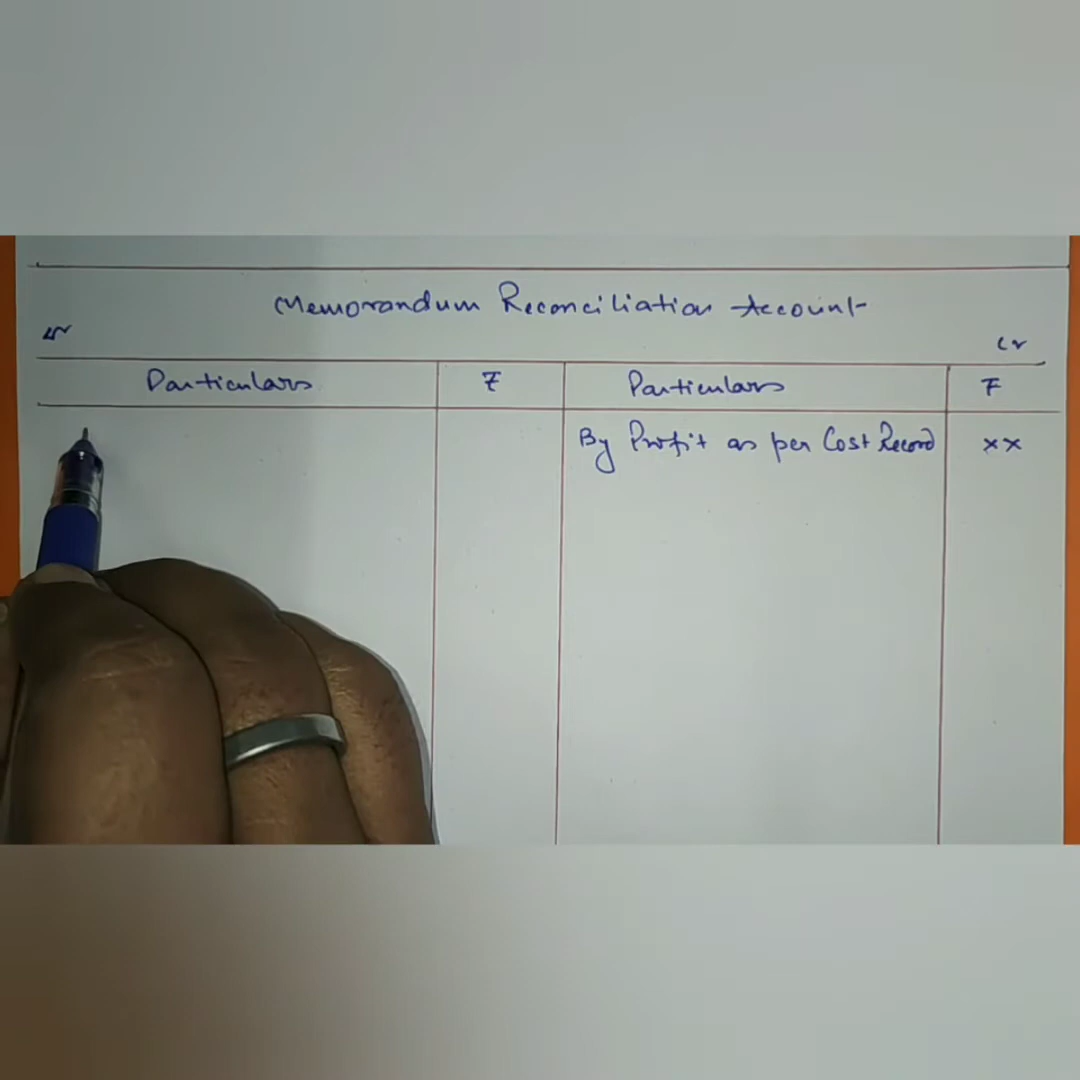 Memorandum Reconciliation Account
Dr
Cr
Particulars ₹ Particulars ₹
By Profit as per Cost Record xx